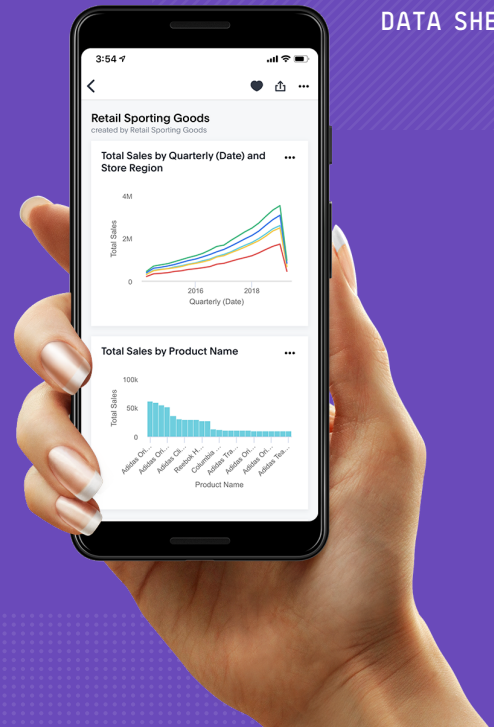 DATA SHE
3:54
Retail Sporting Goods
created by Retail Sporting Goods
Total Sales by Quarterly (Date) and
Store Region
4M
Total Sales
2M
0
2016 2018
Quarterly (Date)
Total Sales by Product Name
100k
Total Sales
50k
0
Adidas Ori... Adidas Ori... Adidas Cli... Reebok H... Columbia ... Adidas Tra... Adidas Ori... Adidas Ori... Adidas Tea...
Product Name